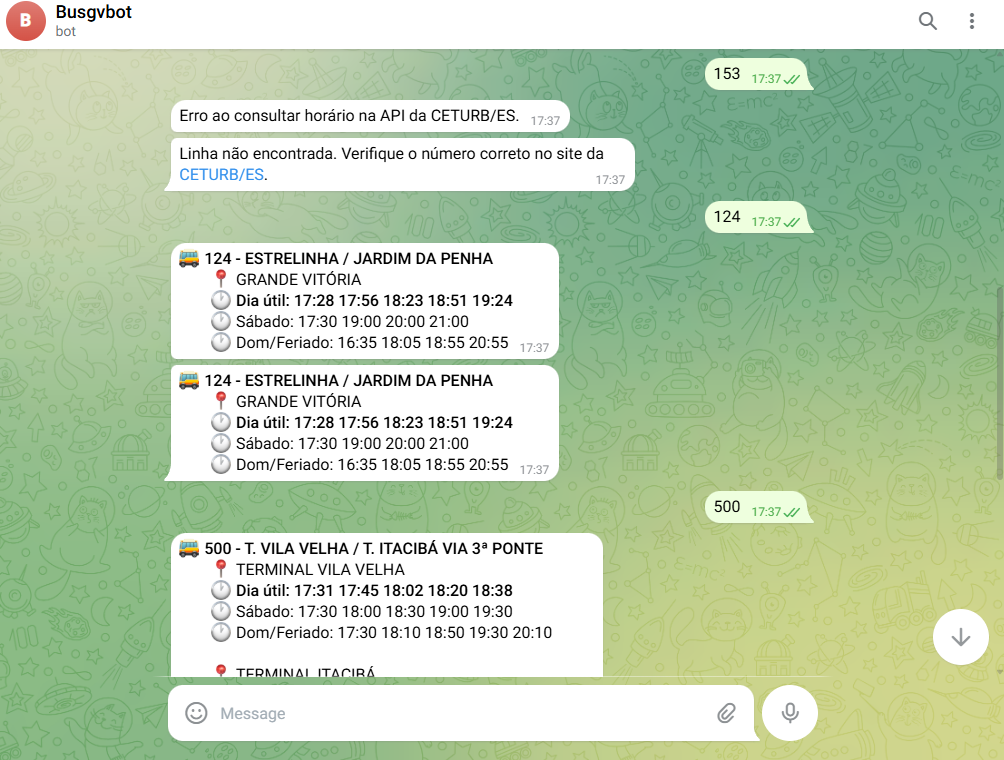 B
Busgvbot
bot
153 17:37
Erro ao consultar horário na API da CETURB/ES. 17:37
Linha não encontrada. Verifique o número correto no site da
CETURB/ES.
17:37
124 17:37
124 - ESTRELINHA / JARDIM DA PENHA
GRANDE VITÓRIA
Dia útil: 17:28 17:56 18:23 18:51 19:24
Sábado: 17:30 19:00 20:00 21:00
Dom/Feriado: 16:35 18:05 18:55 20:55 17:37
124 - ESTRELINHA / JARDIM DA PENHA
GRANDE VITÓRIA
Dia útil: 17:28 17:56 18:23 18:51 19:24
Sábado: 17:30 19:00 20:00 21:00
Dom/Feriado: 16:35 18:05 18:55 20:55 17:37
500 17:37
500 - T. VILA VELHA / T. ITACIBÁ VIA 3ª PONTE
TERMINAL VILA VELHA
Dia útil: 17:31 17:45 18:02 18:20 18:38
Sábado: 17:30 18:00 18:30 19:00 19:30
Dom/Feriado: 17:30 18:10 18:50 19:30 20:10
TERMINAL ITACIBÁ
Message